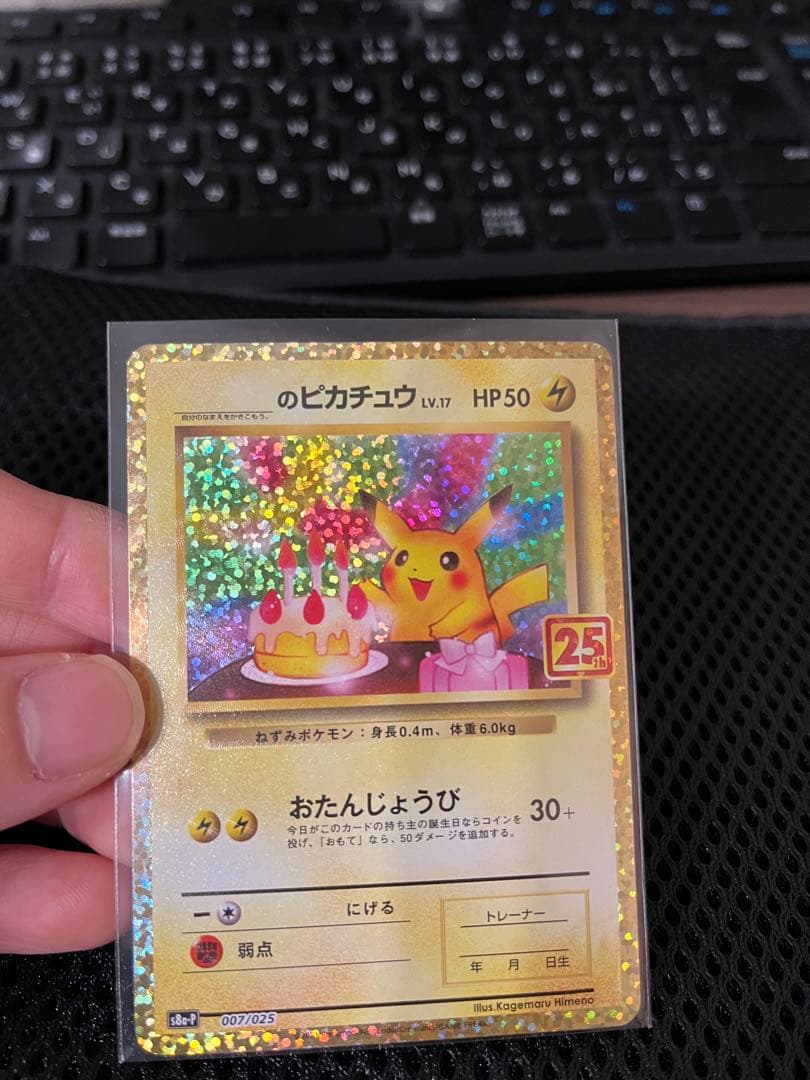 のピカチュウ LV.17 HP50
自分のなまえをかきこもう。
25th
ねずみポケモン：身長0.4m、体重6.0kg
おたんじょうび 30+
今日がこのカードの持ち主の誕生日ならコインを
投げ、「おもて」なら、50ダメージを追加する。
にげる
弱点
トレーナー
年 月 日生
Illus.Kagemaru Himeno
s8a-P 007/025